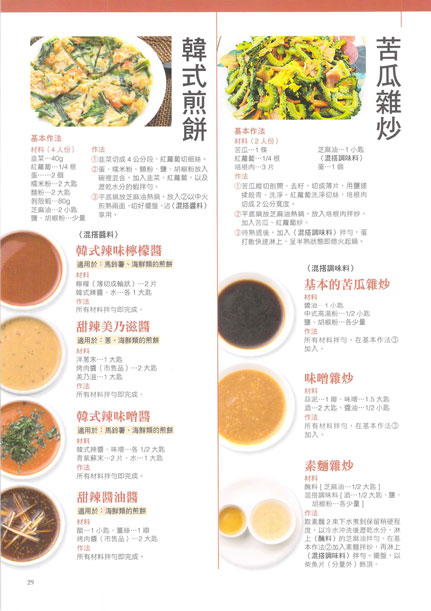 韓式煎餅
基本作法
材料(4人份)
韭菜…40g
紅蘿蔔…1/4根
蛋……2個
糯米粉…2大匙
麵粉…2大匙
剝殼蝦…80g
芝麻油…2小匙
鹽、胡椒粉…少量
作法
①韭菜切成4公分段，紅蘿蔔切細絲。
②蛋、糯米粉、麵粉、鹽、胡椒粉放入
碗裡混合，加入韭菜、紅蘿蔔，以及
瀝乾水分的蝦拌勻。
③平底鍋放芝麻油熱鍋，放入②以中火
煎熟兩面，切好擺盤，沾〈混搭醬料〉
享用。
〈混搭醬料〉
韓式辣味檸檬醬
適用於：馬鈴薯、海鮮類的煎餅
材料
檸檬（薄切成輪狀）…2片
韓式辣醬、水…各1大匙
作法
所有材料拌勻即完成。
甜辣美乃滋醬
適用於：蔥、海鮮類的煎餅
材料
洋蔥末…1大匙
烤肉醬（市售品）…2大匙
美乃滋…1大匙
作法
所有材料拌勻即完成。
韓式辣味噌醬
適用於：馬鈴薯、海鮮類的煎餅
材料
韓式辣醬、味噌…各1/2大匙
青紫蘇末…2片，水…1大匙
作法
所有材料拌勻即完成。
甜辣醬油醬
適用於：海鮮類的煎餅
材料
醋…1小匙、薑絲…1瓣
烤肉醬（市售品）…2大匙
作法
所有材料拌勻即完成。
29
苦瓜雜炒
基本作法
材料(2人份)
苦瓜…1條
紅蘿蔔…1/4根
培根肉…3片
芝麻油…1小匙
〈混搭調味料〉
蛋…1個
作法
①苦瓜縱切剖開，去籽，切成薄片，用鹽搓
揉殺青、洗淨。紅蘿蔔洗淨切絲，培根肉
切成2公分寬度。
②平底鍋放芝麻油熱鍋，放入培根肉拌炒，
加入苦瓜、紅蘿蔔炒。
③待熟透後，加入〈混搭調味料〉拌勻，蛋
打散快速淋上，呈半熟狀態即熄火起鍋。
〈混搭調味料〉
基本的苦瓜雜炒
材料
醬油…1小匙
中式高湯粉…1/2小匙
鹽、胡椒粉…各少量
作法
所有材料拌勻，在基本作法③
加入。
味噌雜炒
材料
蒜泥…1瓣，味噌…1.5大匙
酒…2大匙、醬油…1/2小匙
作法
所有材料拌勻，在基本作法③
加入。
素麵雜炒
材料
醃料[芝麻油…1/2大匙]
混搭調味料[酒…1/2大匙、鹽、
胡椒粉…各少量]
作法
取素麵2束下水煮到保留稍硬程
度，以冷水沖洗後瀝乾水分，淋
上〈醃料〉的芝麻油拌勻。在基
本作法②加入素麵拌炒，再淋上
〈混搭調味料〉拌勻。擺盤，以
柴魚片（分量外）飾頂。